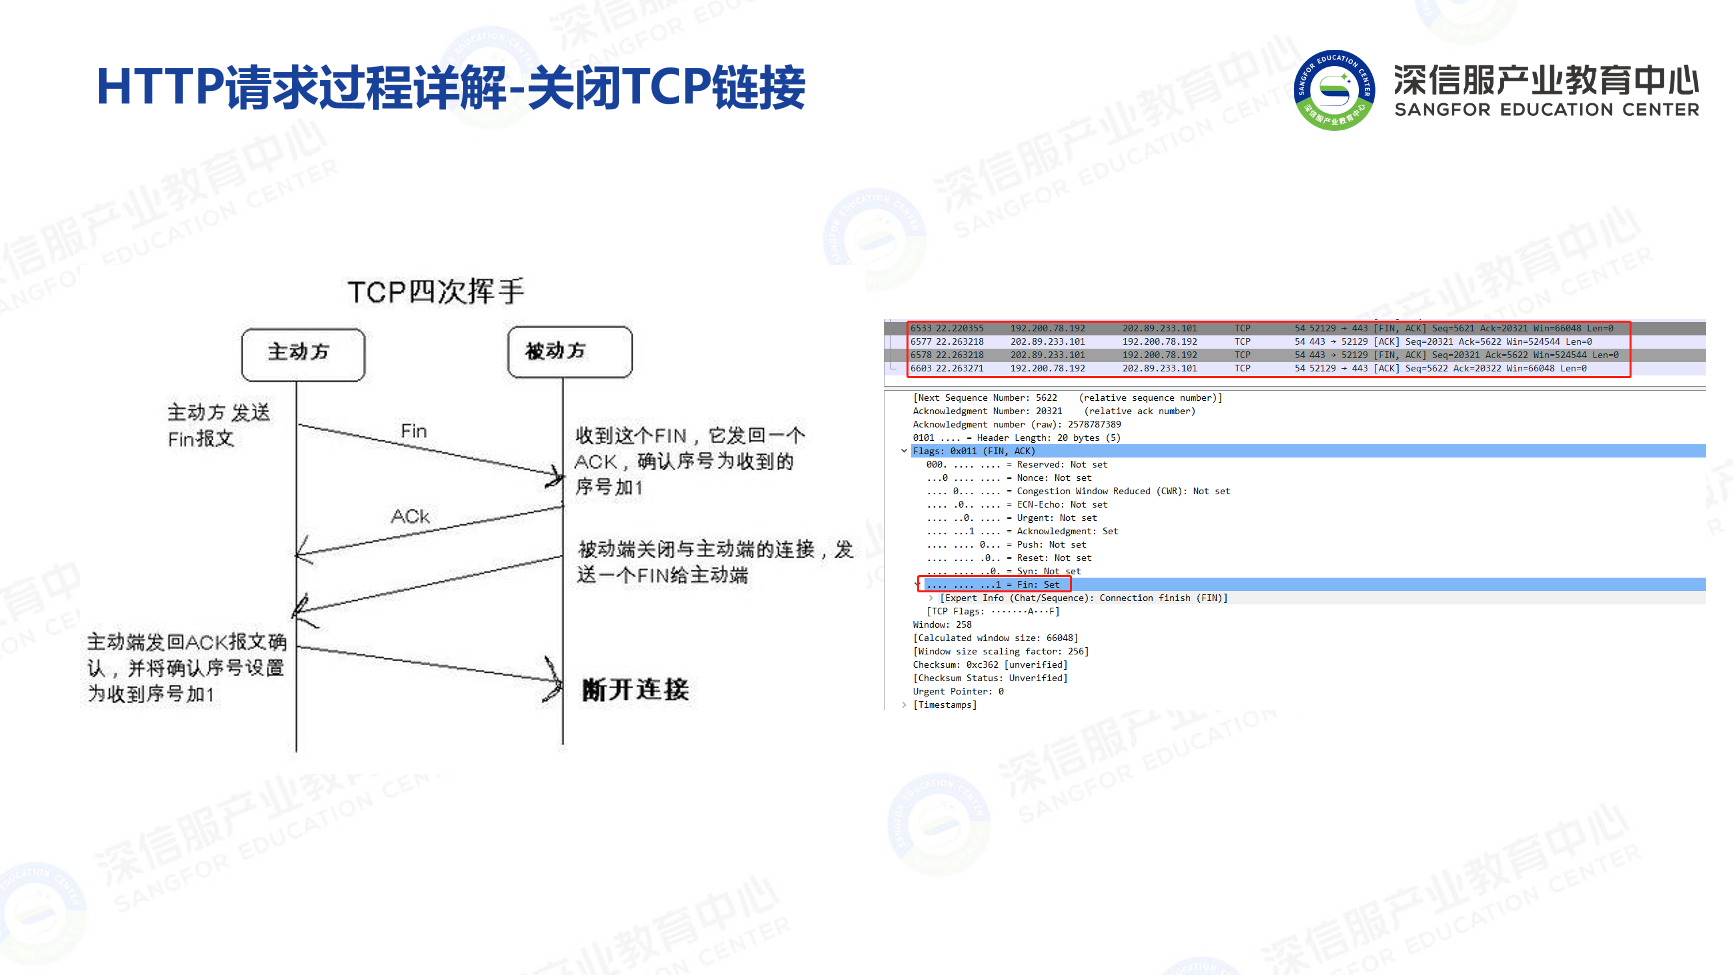 HTTP请求过程详解-关闭TCP链接
深信服产业教育中心
SANGFOR EDUCATION CENTER
TCP四次挥手
主动方
被动方
主动方发送
Fin报文
Fin
收到这个FIN，它发回一个
ACK，确认序号为收到的
序号加1
ACk
被动端关闭与主动端的连接，发
送一个FIN给主动端
主动端发回ACK报文确
认，并将确认序号设置
为收到序号加1
断开连接
6533 22.220355 192.200.78.192 202.89.233.101 TCP 54 52129 → 443 [FIN, ACK] Seq=5621 Ack=20321 Win=66048 Len=0
6577 22.263218 202.89.233.101 192.200.78.192 TCP 54 443 → 52129 [ACK] Seq=20321 Ack=5622 Win=524544 Len=0
6578 22.263218 202.89.233.101 192.200.78.192 TCP 54 443 → 52129 [FIN, ACK] Seq=20321 Ack=5622 Win=524544 Len=0
6603 22.263271 192.200.78.192 202.89.233.101 TCP 54 52129 → 443 [ACK] Seq=5622 Ack=20322 Win=66048 Len=0
[Next Sequence Number: 5622 (relative sequence number)]
Acknowledgment Number: 20321 (relative ack number)
Acknowledgment number (raw): 2578787389
0101 .... = Header Length: 20 bytes (5)
Flags: 0x011 (FIN, ACK)
000. .... .... = Reserved: Not set
...0 .... .... = Nonce: Not set
.... 0... .... = Congestion Window Reduced (CWR): Not set
.... .0.. .... = ECN-Echo: Not set
.... ..0. .... = Urgent: Not set
.... ...1 .... = Acknowledgment: Set
.... .... 0... = Push: Not set
.... .... .0.. = Reset: Not set
.... .... ..0. = Syn: Not set
.... .... ...1 = Fin: Set
[Expert Info (Chat/Sequence): Connection finish (FIN)]
[TCP Flags: ·······A···F]
Window: 258
[Calculated window size: 66048]
[Window size scaling factor: 256]
Checksum: 0xc362 [unverified]
[Checksum Status: Unverified]
Urgent Pointer: 0
[Timestamps]